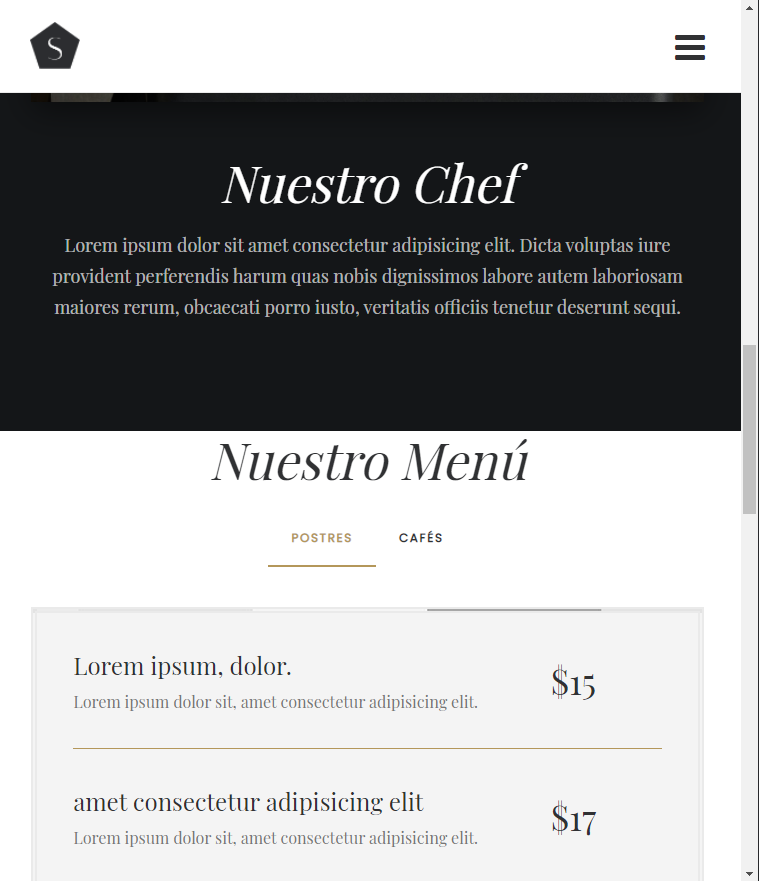 S
Nuestro Chef
Lorem ipsum dolor sit amet consectetur adipisicing elit. Dicta voluptas iure
provident perferendis harum quas nobis dignissimos labore autem laboriosam
maiores rerum, obcaecati porro iusto, veritatis officiis tenetur deserunt sequi.
Nuestro Menú
POSTRES CAFÉS
Lorem ipsum, dolor. $15
Lorem ipsum dolor sit, amet consectetur adipisicing elit.
amet consectetur adipisicing elit $17
Lorem ipsum dolor sit, amet consectetur adipisicing elit.